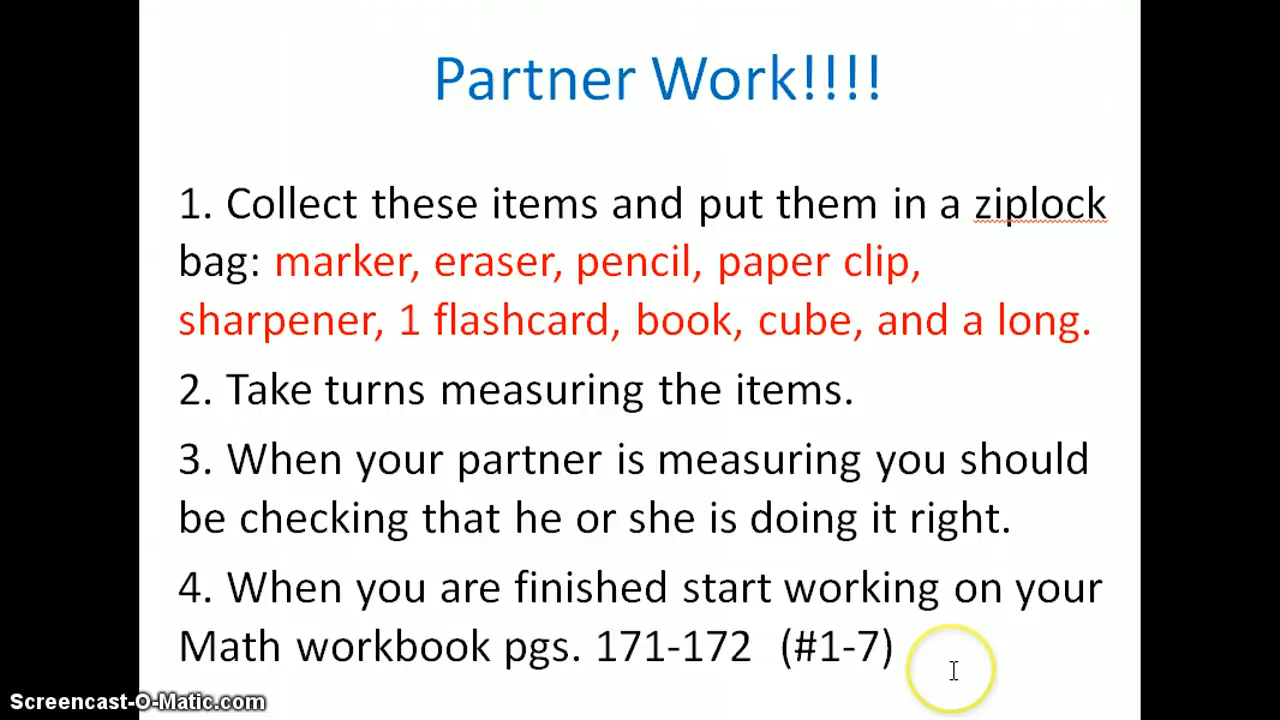 Partner Work!!!!
1. Collect these items and put them in a ziplock
bag: marker, eraser, pencil, paper clip,
sharpener, 1 flashcard, book, cube, and a long.
2. Take turns measuring the items.
3. When your partner is measuring you should
be checking that he or she is doing it right.
4. When you are finished start working on your
Math workbook pgs. 171-172 (#1-7)
Screencast-O-Matic.com